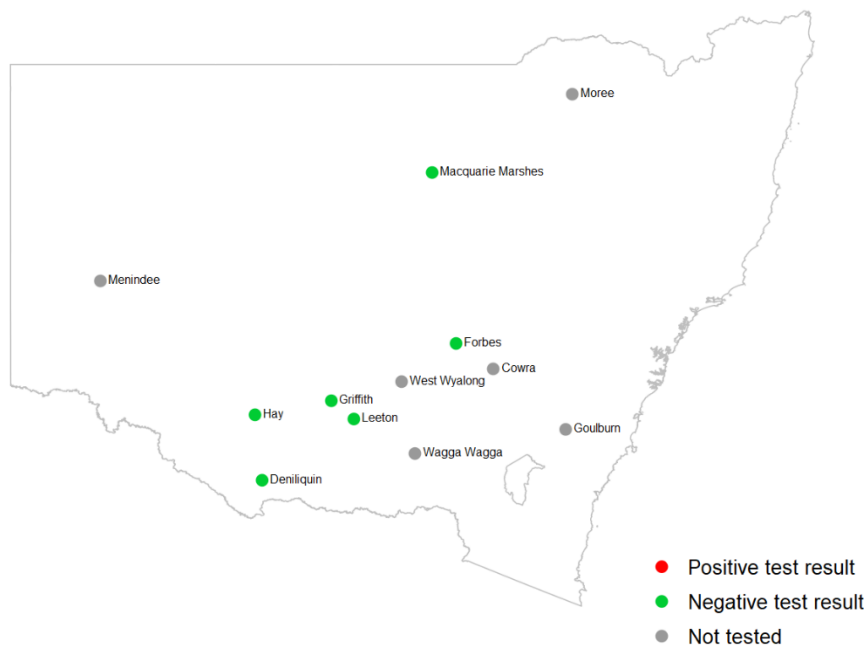 Moree
Macquarie Marshes
Menindee
Forbes
Cowra
West Wyalong
Griffith
Hay
Leeton
Goulburn
Wagga Wagga
Deniliquin
Positive test result
Negative test result
Not tested